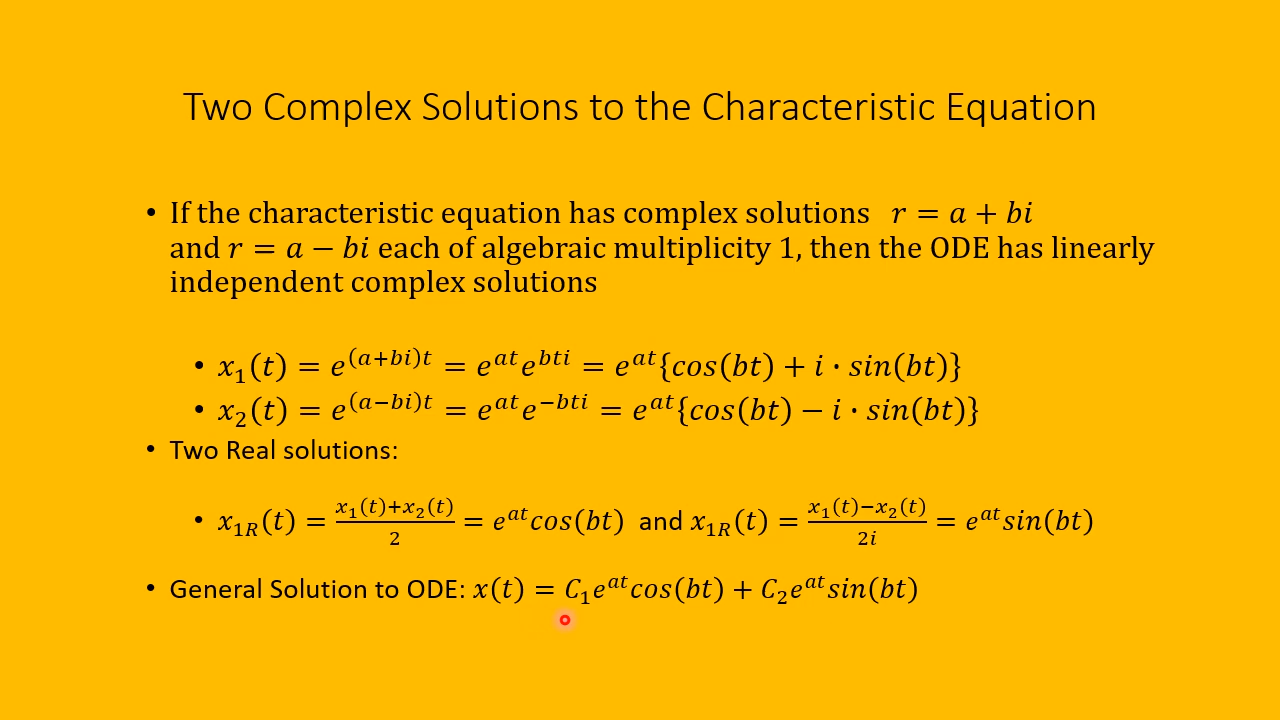 Two Complex Solutions to the Characteristic Equation
• If the characteristic equation has complex solutions r = a + bi
and r = a − bi each of algebraic multiplicity 1, then the ODE has linearly
independent complex solutions
• x₁(t) = e^{(a+bi)t} = e^{at}e^{bti} = e^{at}{cos(bt) + i · sin(bt)}
• x₂(t) = e^{(a−bi)t} = e^{at}e^{−bti} = e^{at}{cos(bt) − i · sin(bt)}
• Two Real solutions:
• x_{1R}(t) = \frac{x₁(t)+x₂(t)}{2} = e^{at}cos(bt) and x_{1R}(t) = \frac{x₁(t)−x₂(t)}{2i} = e^{at}sin(bt)
• General Solution to ODE: x(t) = C₁e^{at}cos(bt) + C₂e^{at}sin(bt)